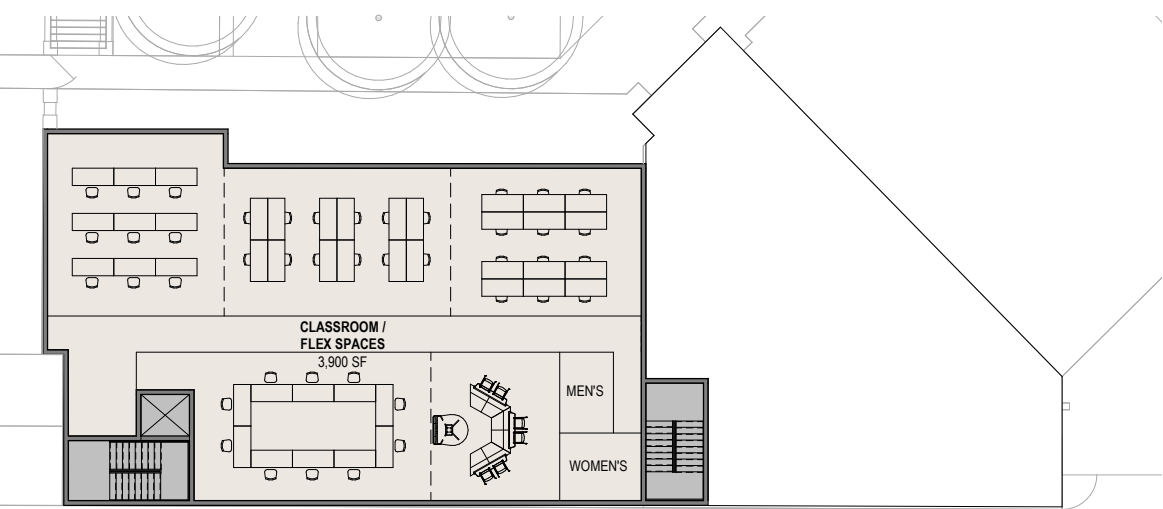 CLASSROOM /
FLEX SPACES
3,900 SF
MEN'S
WOMEN'S